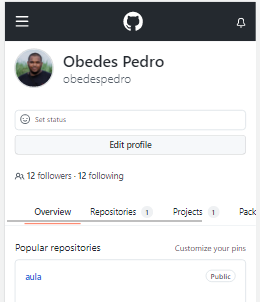 Obedes Pedro
obedespedro
Set status
Edit profile
12 followers · 12 following
Overview Repositories 1 Projects 1 Pack
Popular repositories Customize your pins
aula Public